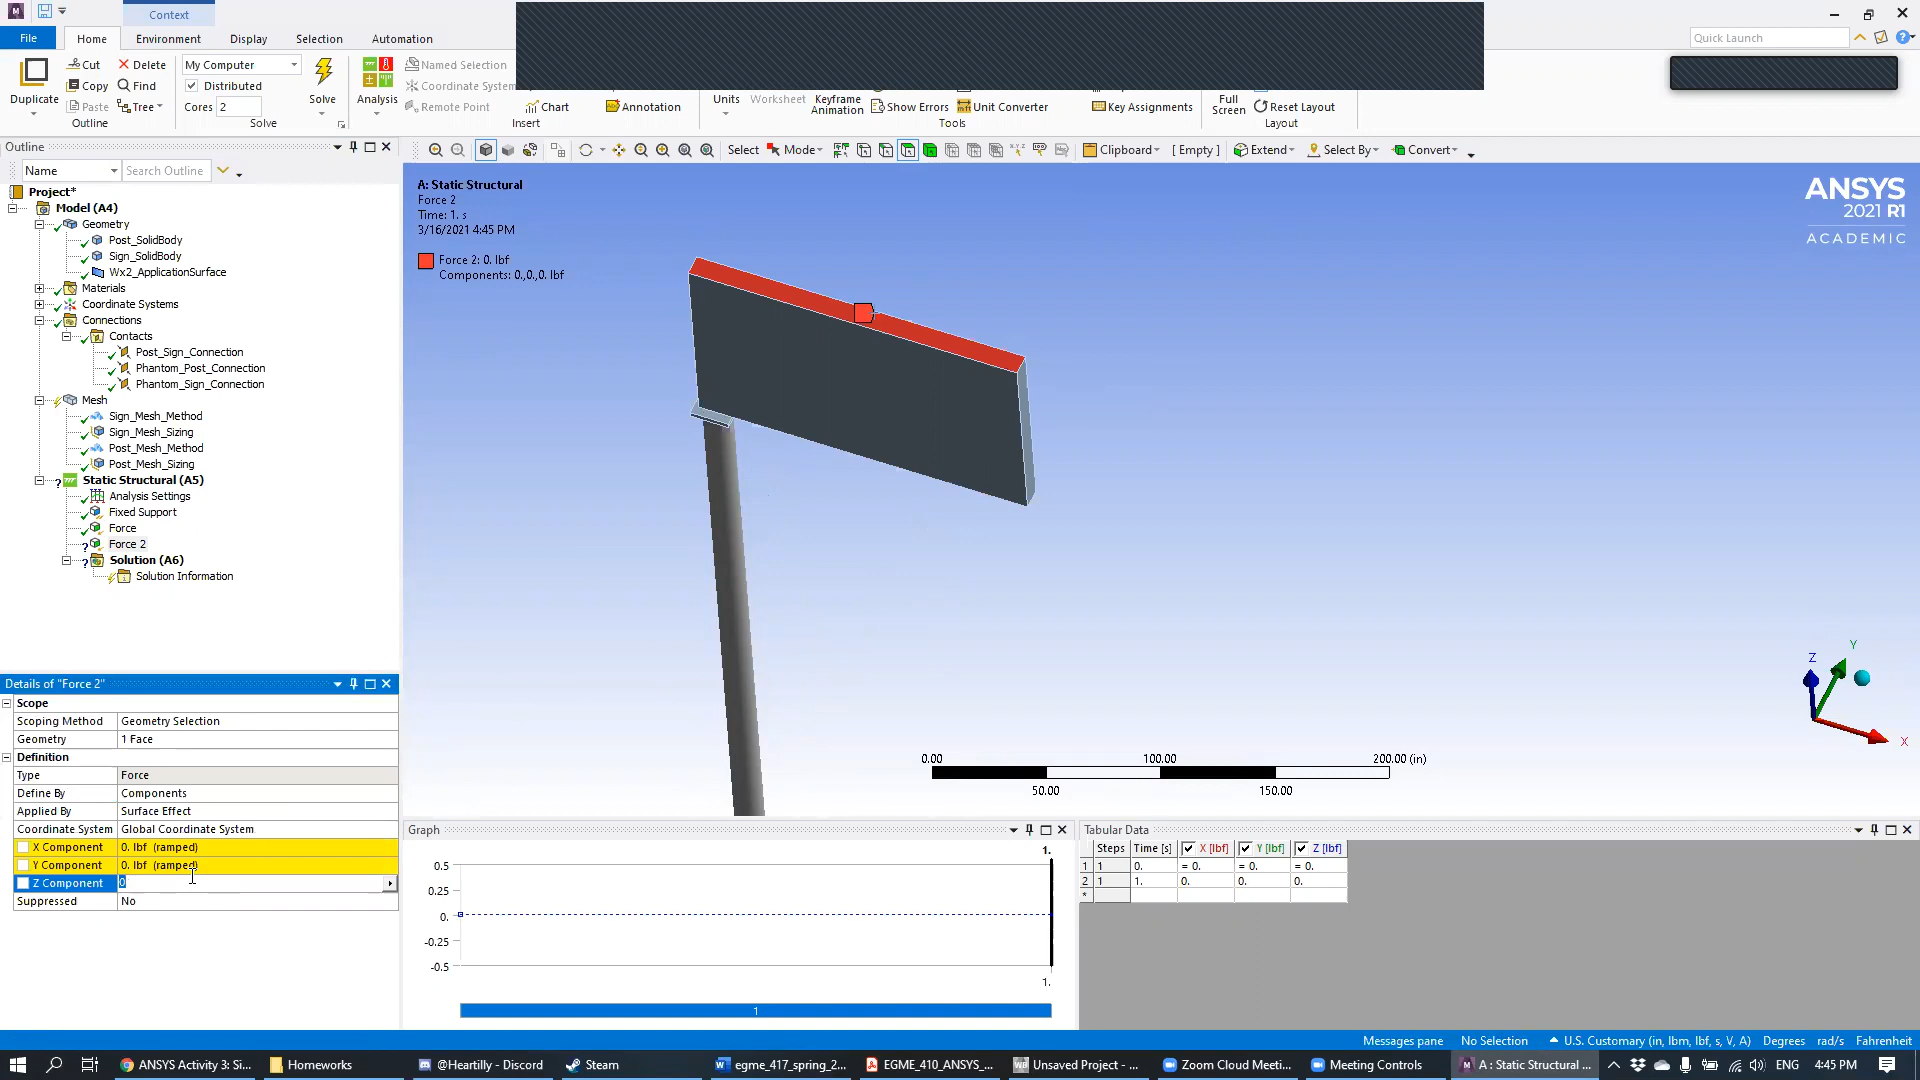 Context
File
Home
Environment
Display
Selection
Automation
Quick Launch
Duplicate
Cut
Delete
Copy
Find
Paste
Tree
Outline
My Computer
Distributed
Cores 2
Solve
Solve
Analysis
Named Selection
Coordinate System
Remote Point
Chart
Annotation
Insert
Units
Worksheet
Keyframe
Animation
Show Errors
Unit Converter
Key Assignments
Tools
Full
Screen
Reset Layout
Layout
Outline
Name
Search Outline
Select
Mode
Clipboard
[ Empty ]
Extend
Select By
Convert
Project*
Model (A4)
Geometry
Post_SolidBody
Sign_SolidBody
Wx2_ApplicationSurface
Materials
Coordinate Systems
Connections
Contacts
Post_Sign_Connection
Phantom_Post_Connection
Phantom_Sign_Connection
Mesh
Sign_Mesh_Method
Sign_Mesh_Sizing
Post_Mesh_Method
Post_Mesh_Sizing
Static Structural (A5)
Analysis Settings
Fixed Support
Force
Force 2
Solution (A6)
Solution Information
A: Static Structural
Force 2
Time: 1. s
3/16/2021 4:45 PM
Force 2: 0. lbf
Components: 0.,0.,0. lbf
ANSYS
2021 R1
ACADEMIC
Z
Y
X
0.00
100.00
200.00 (in)
50.00
150.00
Details of "Force 2"
Scope
Scoping Method Geometry Selection
Geometry 1 Face
Definition
Type Force
Define By Components
Applied By Surface Effect
Coordinate System Global Coordinate System
X Component 0. lbf (ramped)
Y Component 0. lbf (ramped)
Z Component 0
Suppressed No
Graph
1.
0.5
0.25
0.
-0.25
-0.5
1.
1
Tabular Data
Steps Time [s] X [lbf] Y [lbf] Z [lbf]
1 1 0. = 0. = 0. = 0.
2 1 1. 0. 0. 0.
*
Messages pane No Selection U.S. Customary (in, lbm, lbf, s, V, A) Degrees rad/s Fahrenheit
ANSYS Activity 3: Si...
Homeworks
@Heartilly - Discord
Steam
egme_417_spring_2...
EGME_410_ANSYS_...
Unsaved Project - ...
Zoom Cloud Meeti...
Meeting Controls
A : Static Structural ...
ENG
4:45 PM